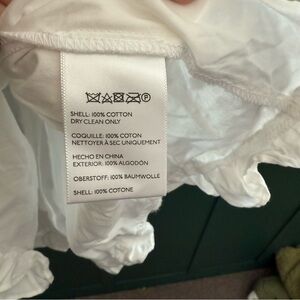 SHELL: 100% COTTON
DRY CLEAN ONLY
COQUILLE: 100% COTON
NETTOYER À SEC UNIQUEMENT
HECHO EN CHINA
EXTERIOR: 100% ALGODÓN
OBERSTOFF: 100% BAUMWOLLE
SHELL: 100% COTONE